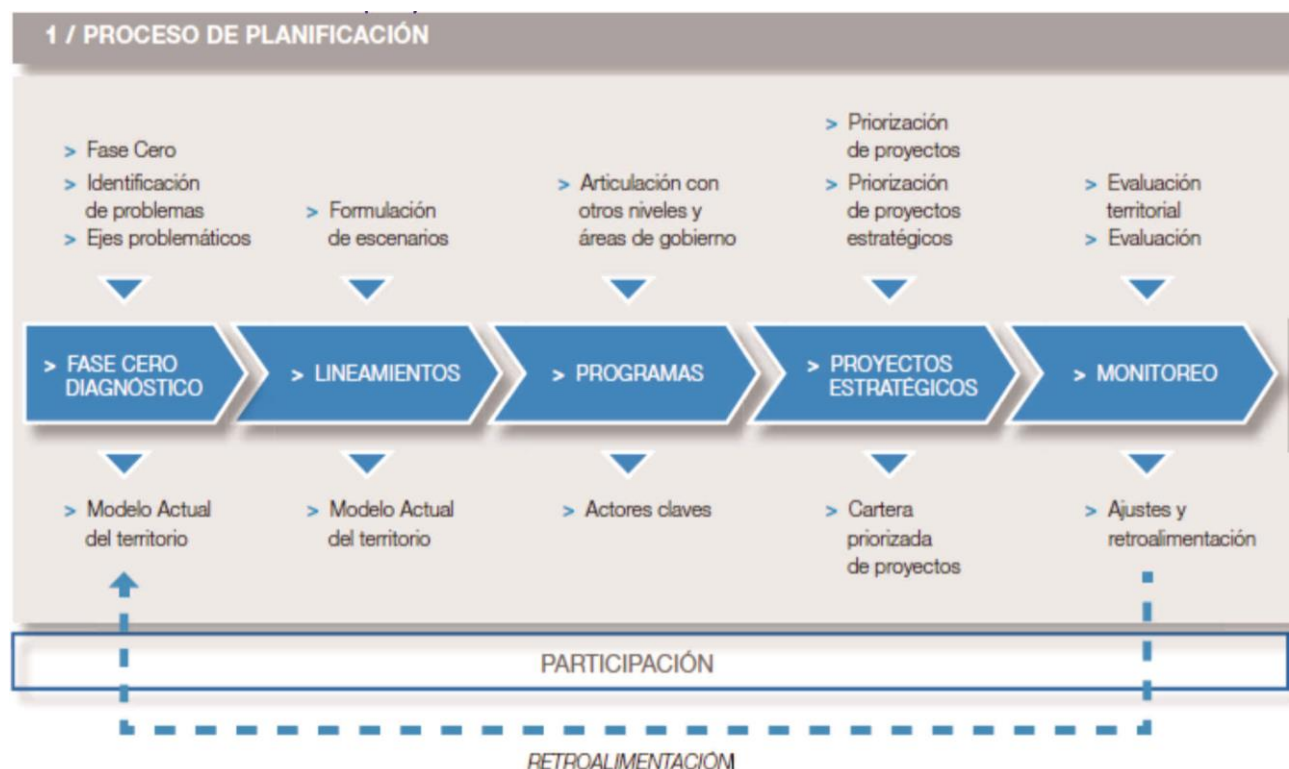 1 / PROCESO DE PLANIFICACIÓN
> Fase Cero
> Identificación
de problemas
> Ejes problemáticos
> Formulación
de escenarios
> Articulación con
otros niveles y
áreas de gobierno
> Priorización
de proyectos
> Priorización
de proyectos
estratégicos
> Evaluación
territorial
> Evaluación
> FASE CERO
DIAGNÓSTICO
> LINEAMIENTOS
> PROGRAMAS
> PROYECTOS
ESTRATÉGICOS
> MONITOREO
> Modelo Actual
del territorio
> Modelo Actual
del territorio
> Actores claves
> Cartera
priorizada
de proyectos
> Ajustes y
retroalimentación
PARTICIPACIÓN
RETROALIMENTACIÓN